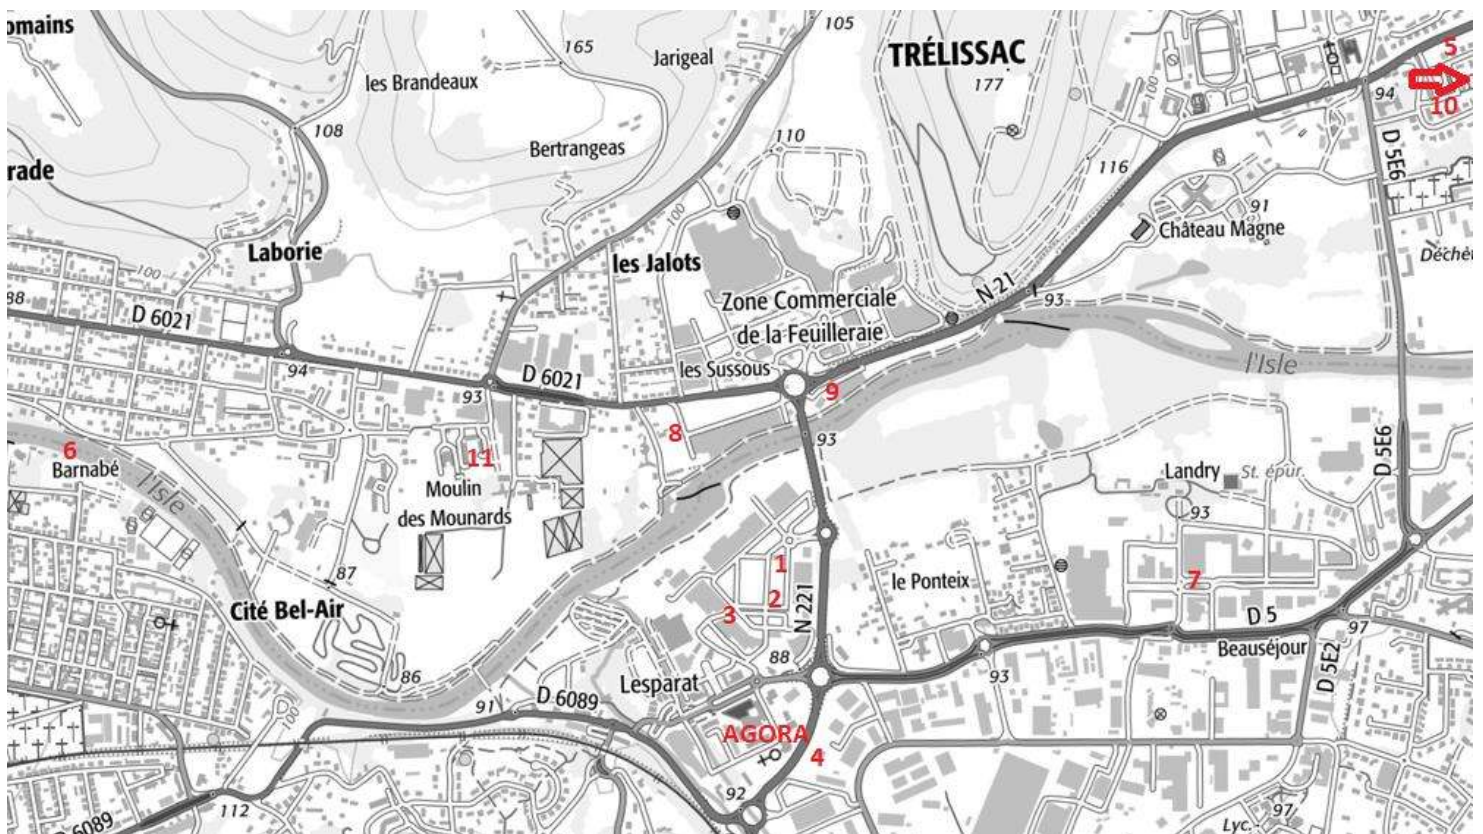 omains
105
165
Jarigeal
TRÉLISSAC
177
5
94
10
les Brandeaux
100
108
110
Bertrangeas
116
D 5E6
rade
100
91
Château Magne
Laborie
les Jalots
100
Déchèt
N 21
93
88
D 6021
Zone Commerciale
de la Feuilleraie
l'Isle
94
93
D 6021
les Sussous
9
8
93
6
Barnabé
11
D 5E6
Landry
St. épur.
l'Isle
Moulin
des Mounards
93
87
1
2
3
N 221
le Ponteix
7
Cité Bel-Air
D 5
97
88
Beauséjour
86
Lesparat
93
D 5E2
91
D 6089
100
AGORA
4
92
112
D 6089
Lyc.
97